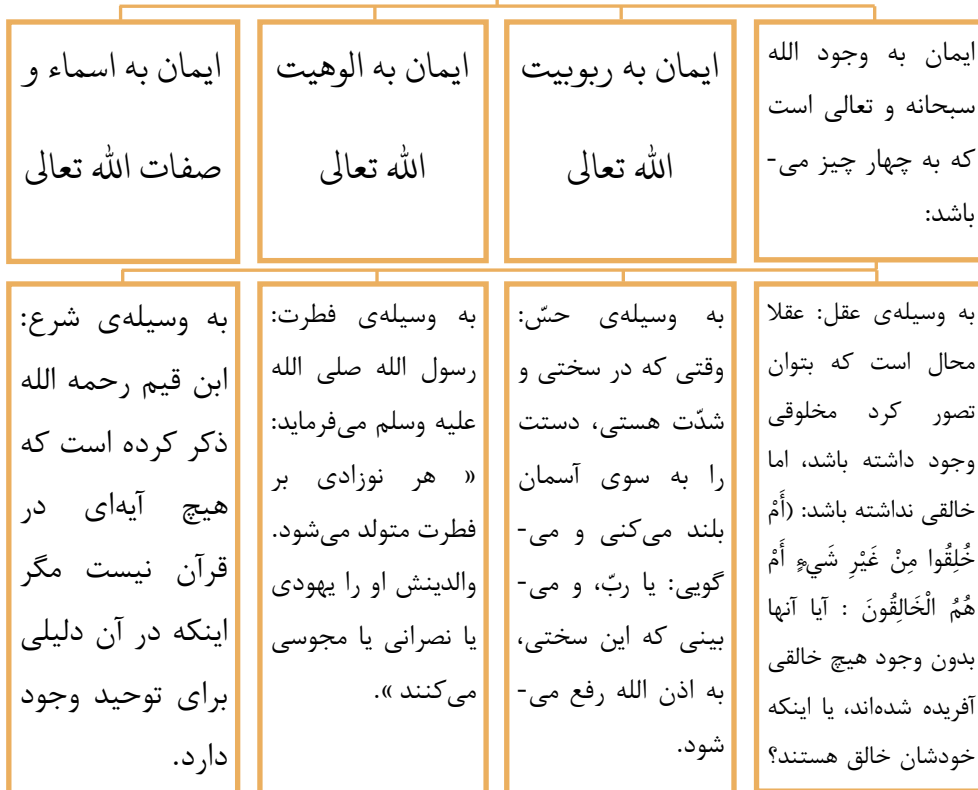 ایمان به وجود الله
سبحانه و تعالی است
که به چهار چیز می-
باشد:
ایمان به ربوبیت
الله تعالی
ایمان به الوهیت
الله تعالی
ایمان به اسماء و
صفات الله تعالی
به وسیله‌ی عقل: عقلا
محال است که بتوان
تصور کرد مخلوقی
وجود داشته باشد، اما
خالقی نداشته باشد: (أَمْ
خُلِقُوا مِنْ غَيْرِ شَيءٍ أَمْ
هُمُ الْخَالِقُونَ : آیا آنها
بدون وجود هیچ خالقی
آفریده شده‌اند، یا اینکه
خودشان خالق هستند؟
به وسیله‌ی حسّ:
وقتی که در سختی و
شدّت هستی، دستت
را به سوی آسمان
بلند می‌کنی و می-
گویی: یا ربّ، و می-
بینی که این سختی،
به اذن الله رفع می-
شود.
به وسیله‌ی فطرت:
رسول الله صلی الله
علیه وسلم می‌فرماید:
« هر نوزادی بر
فطرت متولد می‌شود.
والدینش او را یهودی
یا نصرانی یا مجوسی
می‌کنند ».
به وسیله‌ی شرع:
ابن قیم رحمه الله
ذکر کرده است که
هیچ آیه‌ای در
قرآن نیست مگر
اینکه در آن دلیلی
برای توحید وجود
دارد.